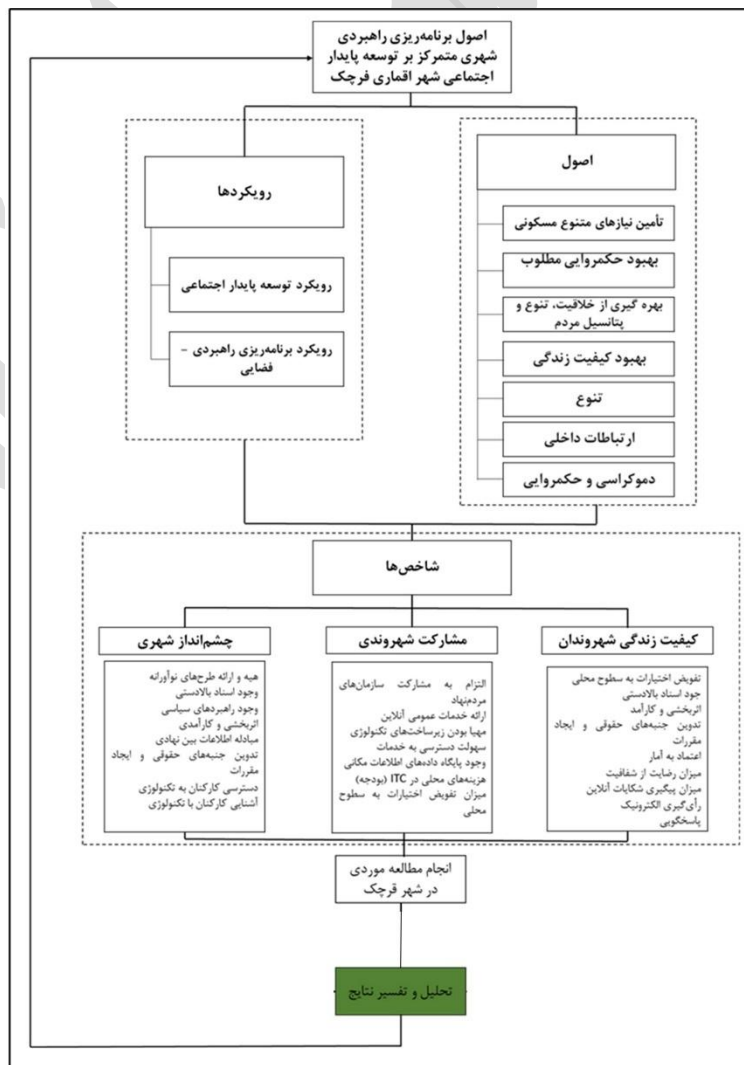 اصول برنامه‌ریزی راهبردی
شهری متمرکز بر توسعه پایدار
اجتماعی شهر اقماری فرچک
اصول
تأمین نیازهای متنوع مسکونی
بهبود حکمروایی مطلوب
بهره گیری از خلاقیت، تنوع و
پتانسیل مردم
بهبود کیفیت زندگی
تنوع
ارتباطات داخلی
دموکراسی و حکمروایی
رویکردها
رویکرد توسعه پایدار اجتماعی
رویکرد برنامه‌ریزی راهبردی –
فضایی
شاخص‌ها
کیفیت زندگی شهروندان
تفویض اختیارات به سطوح محلی
جود اسناد بالادستی
اثربخشی و کارآمد
تدوین جنبه‌های حقوقی و ایجاد
مقررات
اعتماد به آمار
میزان رضایت از شفافیت
میزان پیگیری شکایات آنلاین
رأی‌گیری الکترونیک
پاسخگویی
مشارکت شهروندی
التزام به مشارکت سازمان‌های
مردم‌نهاد
ارائه خدمات عمومی آنلاین
مهیا بودن زیرساخت‌های تکنولوژی
سهولت دسترسی به خدمات
وجود پایگاه داده‌های اطلاعات مکانی
هزینه‌های محلی در ITC (بودجه)
میزان تفویض اختیارات به سطوح
محلی
چشم‌انداز شهری
هیه و ارائه طرح‌های نوآورانه
وجود اسناد بالادستی
وجود راهبردهای سیاسی
اثربخشی و کارآمدی
مبادله اطلاعات بین نهادی
تدوین جنبه‌های حقوقی و ایجاد
مقررات
دسترسی کارکنان به تکنولوژی
آشنایی کارکنان با تکنولوژی
انجام مطالعه موردی
در شهر قرچک
تحلیل و تفسیر نتایج